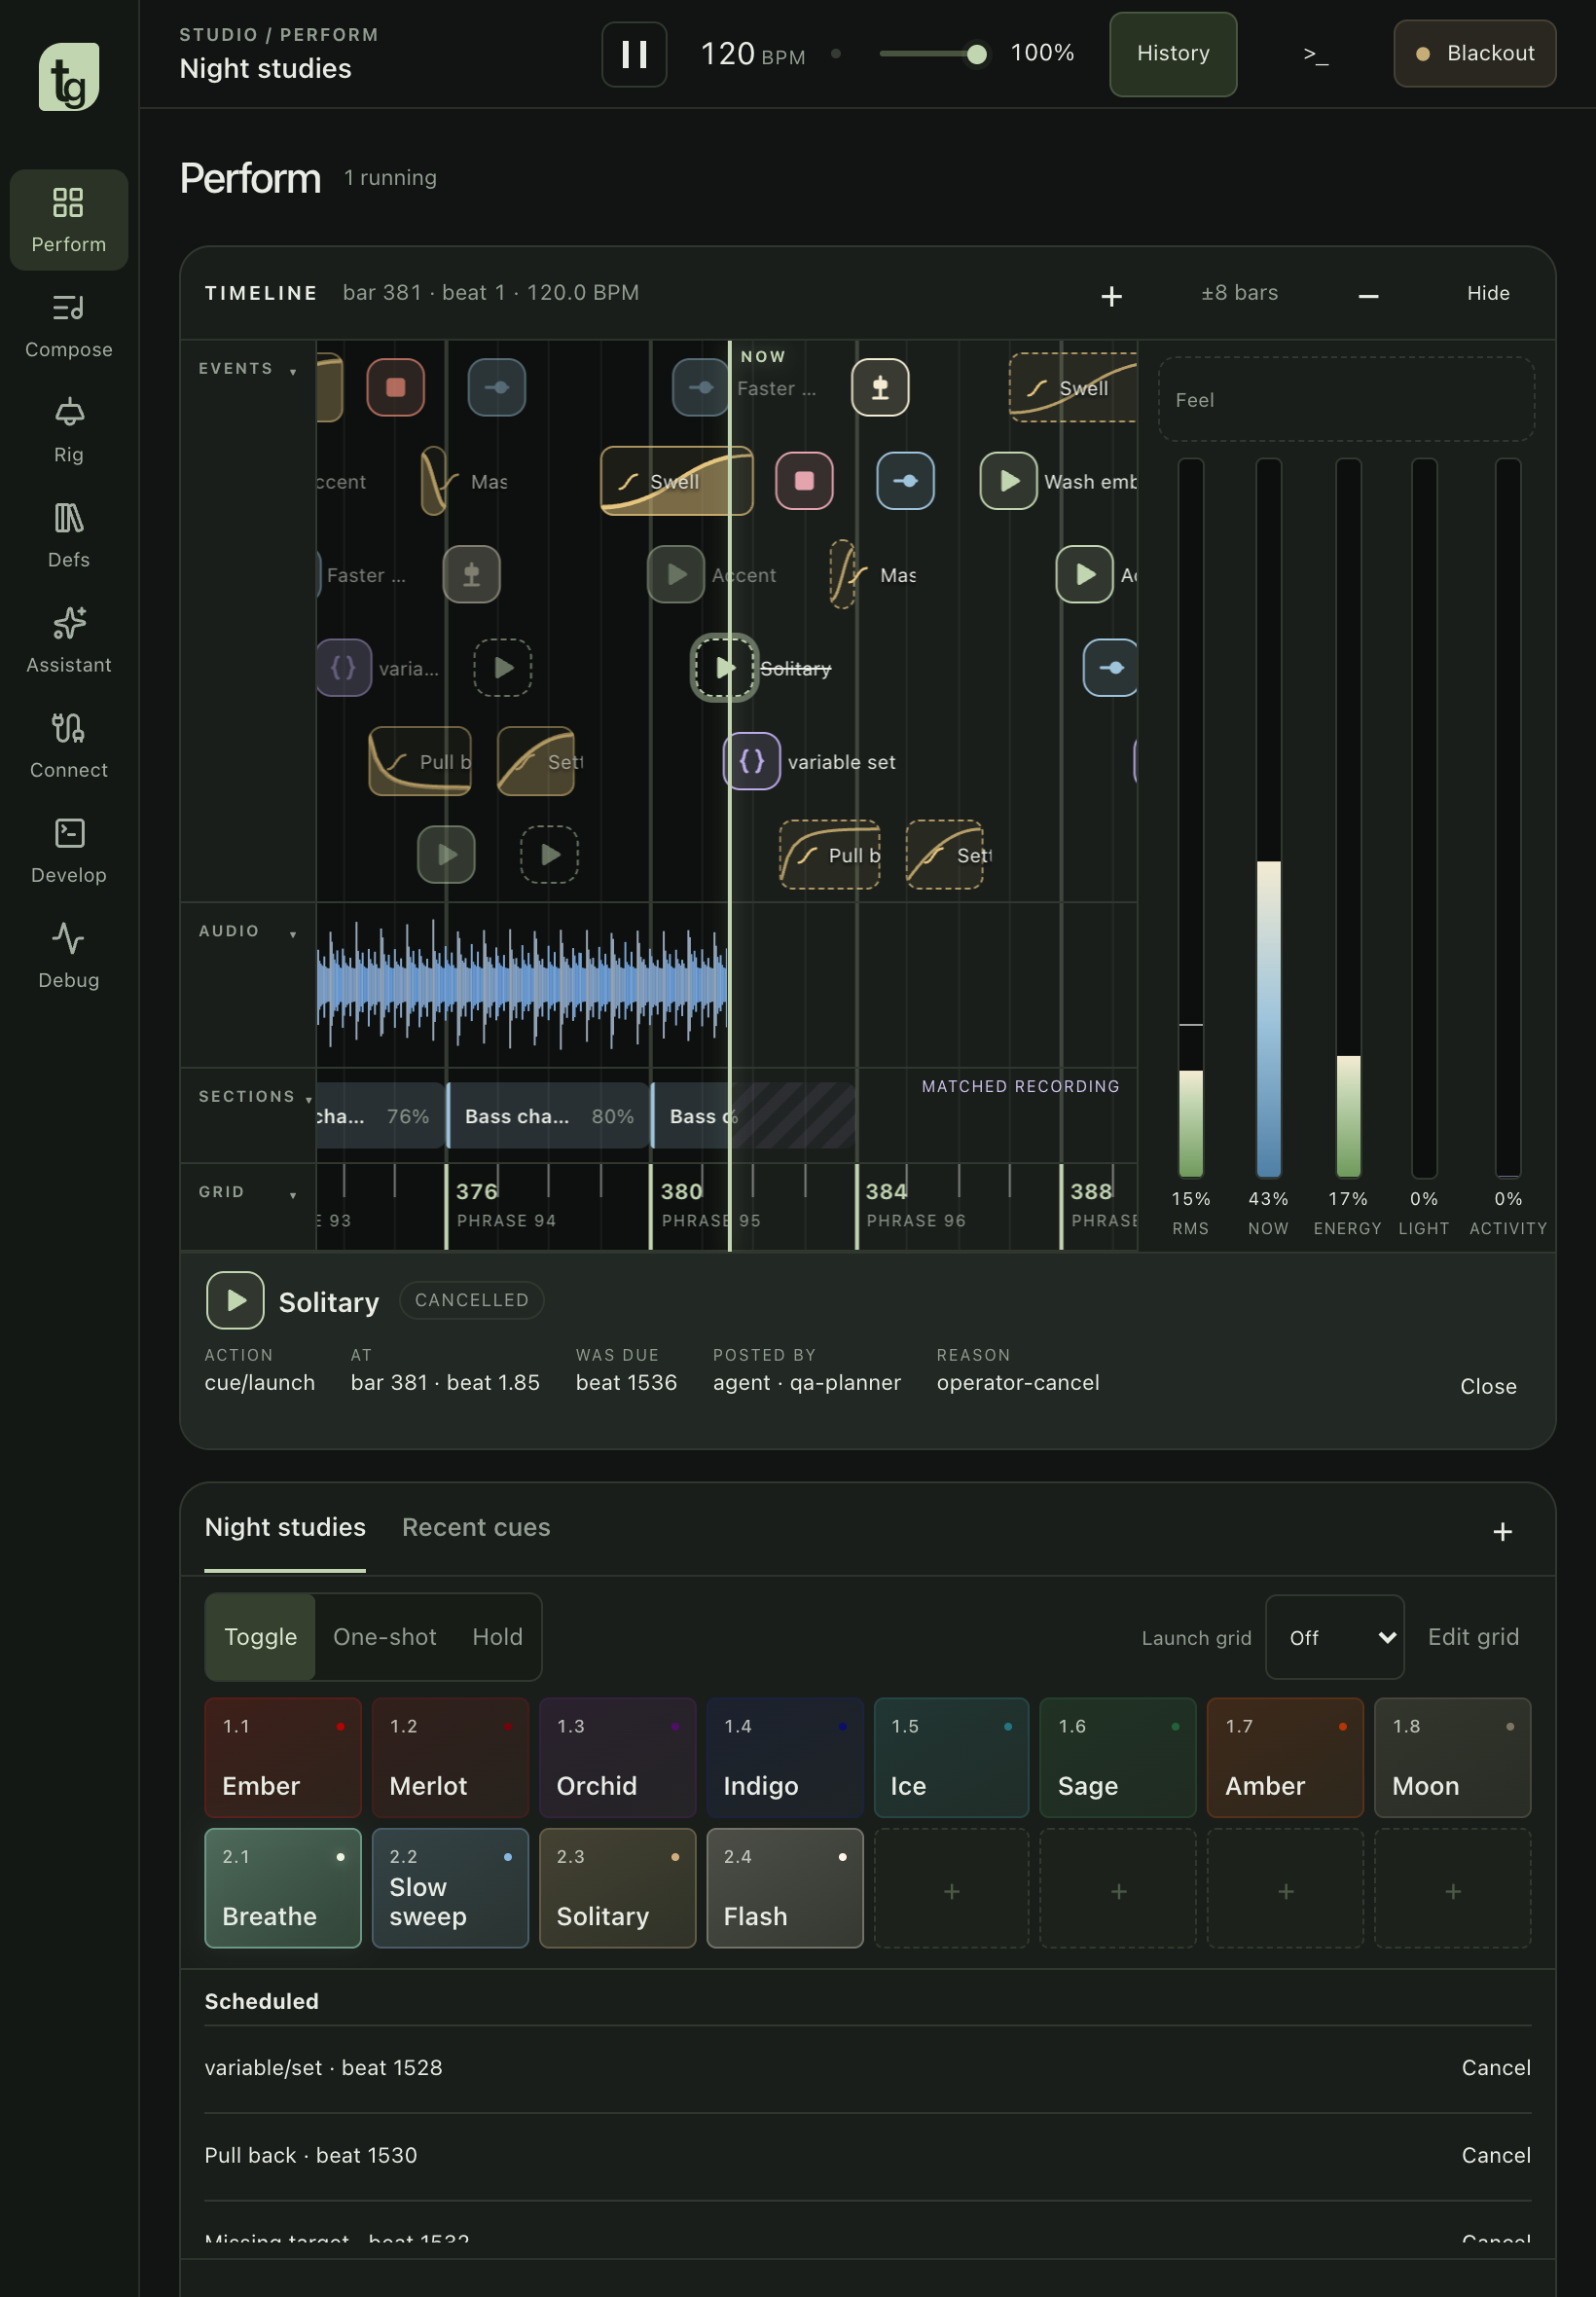 tg
STUDIO / PERFORM
Night studies
120 BPM
100%
History
>_
Blackout
Perform
Compose
Rig
Defs
Assistant
Connect
Develop
Debug
Perform 1 running
TIMELINE bar 381 · beat 1 · 120.0 BPM + ±8 bars − Hide
EVENTS
NOW
Faster ...
Swell
Feel
ccent
Mas
Swell
Wash emb
Faster ...
Accent
Mas
Ac
{} varia...
Solitary
Pull b
Sett
{} variable set
Pull b
Sett
AUDIO
SECTIONS
MATCHED RECORDING
cha... 76%
Bass cha... 80%
Bass c %
GRID
376 380 384 388
E 93 PHRASE 94 PHRASE 95 PHRASE 96 PHRASE
15% 43% 17% 0% 0%
RMS NOW ENERGY LIGHT ACTIVITY
Solitary CANCELLED
ACTION AT WAS DUE POSTED BY REASON
cue/launch bar 381 · beat 1.85 beat 1536 agent · qa-planner operator-cancel
Close
Night studies Recent cues +
Toggle One-shot Hold
Launch grid Off Edit grid
1.1 1.2 1.3 1.4 1.5 1.6 1.7 1.8
Ember Merlot Orchid Indigo Ice Sage Amber Moon
2.1 2.2 2.3 2.4
Breathe Slow sweep Solitary Flash + + + +
Scheduled
variable/set · beat 1528 Cancel
Pull back · beat 1530 Cancel
Missing target · beat 1532 Cancel